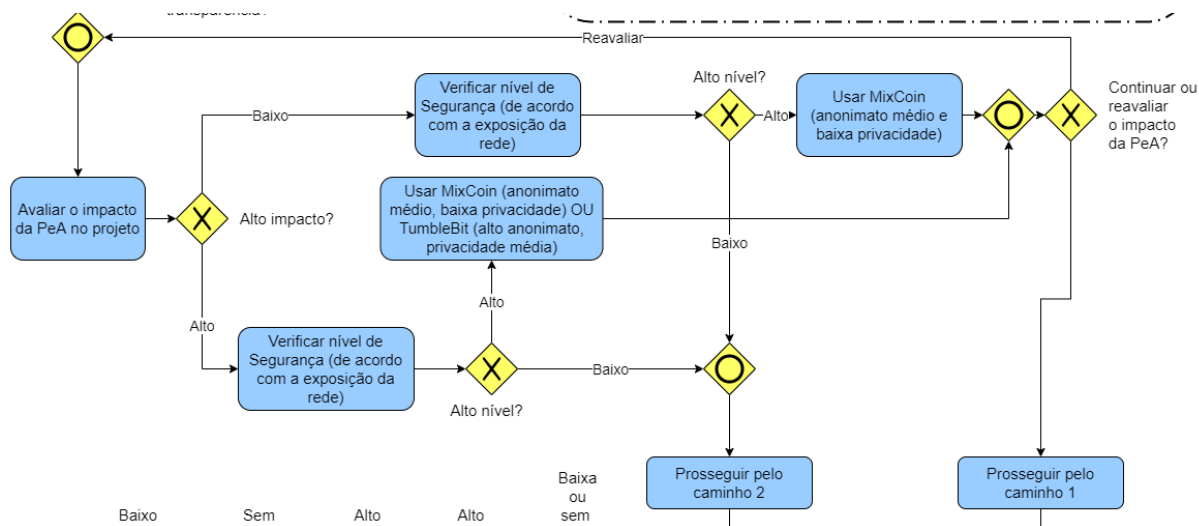 transparência?
Reavaliar
Alto nível?
Continuar ou
reavaliar
o impacto
da PeA?
Verificar nível de
Segurança (de acordo
com a exposição da
rede)
Usar MixCoin
(anonimato médio e
baixa privacidade)
Baixo
Alto
Avaliar o impacto
da PeA no projeto
Alto impacto?
Usar MixCoin (anonimato
médio, baixa privacidade) OU
TumbleBit (alto anonimato,
privacidade média)
Baixo
Alto
Alto
Verificar nível de
Segurança (de acordo
com a exposição da
rede)
Baixo
Alto nível?
Prosseguir pelo
caminho 2
Prosseguir pelo
caminho 1
Baixo
Sem
Alto
Alto
Baixa
ou
sem